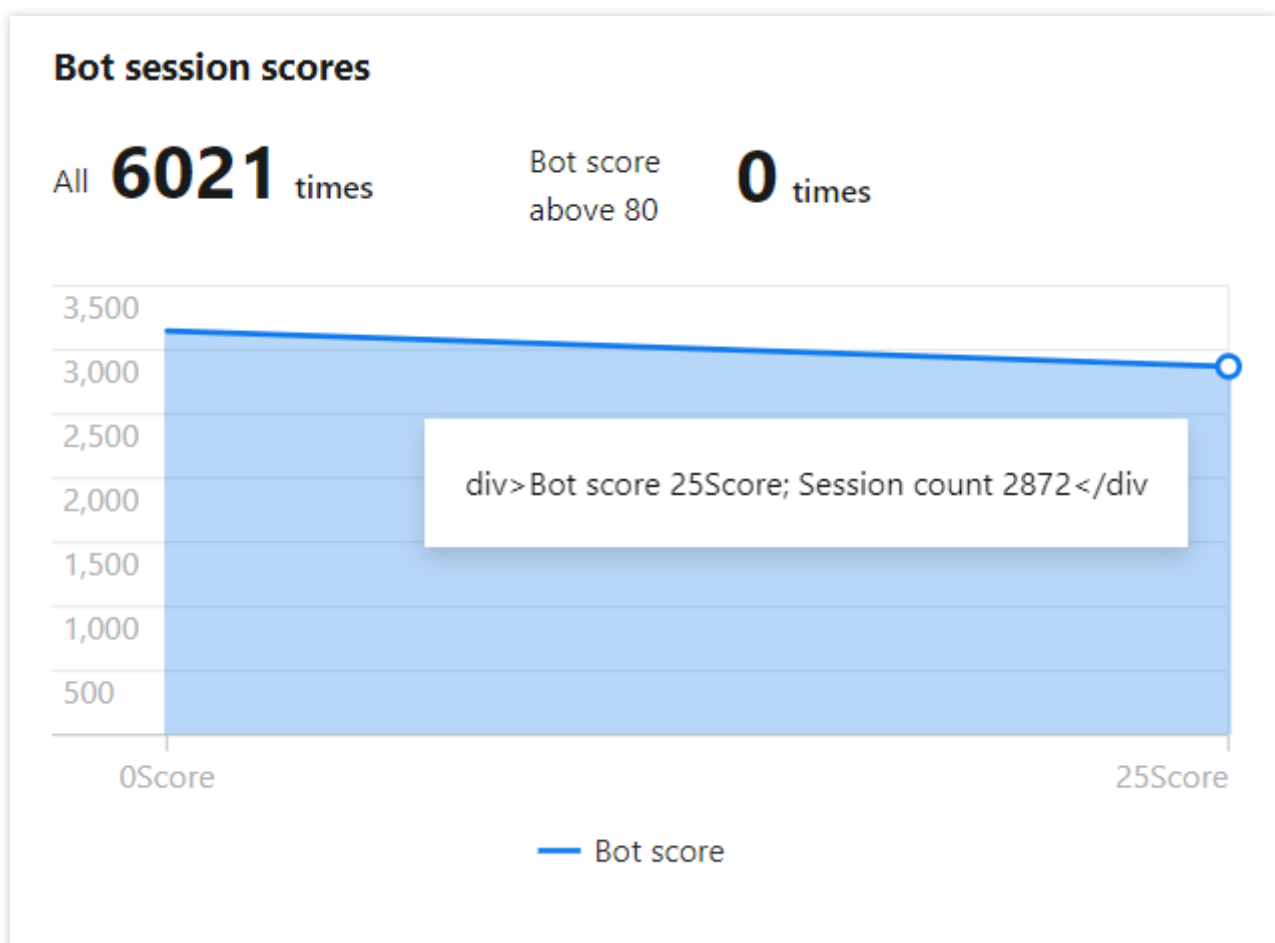 Bot session scores
All 6021 times
Bot score above 80
0 times
3,500
3,000
2,500
2,000
1,500
1,000
500
div>Bot score 25Score; Session count 2872</div
0Score
25Score
Bot score